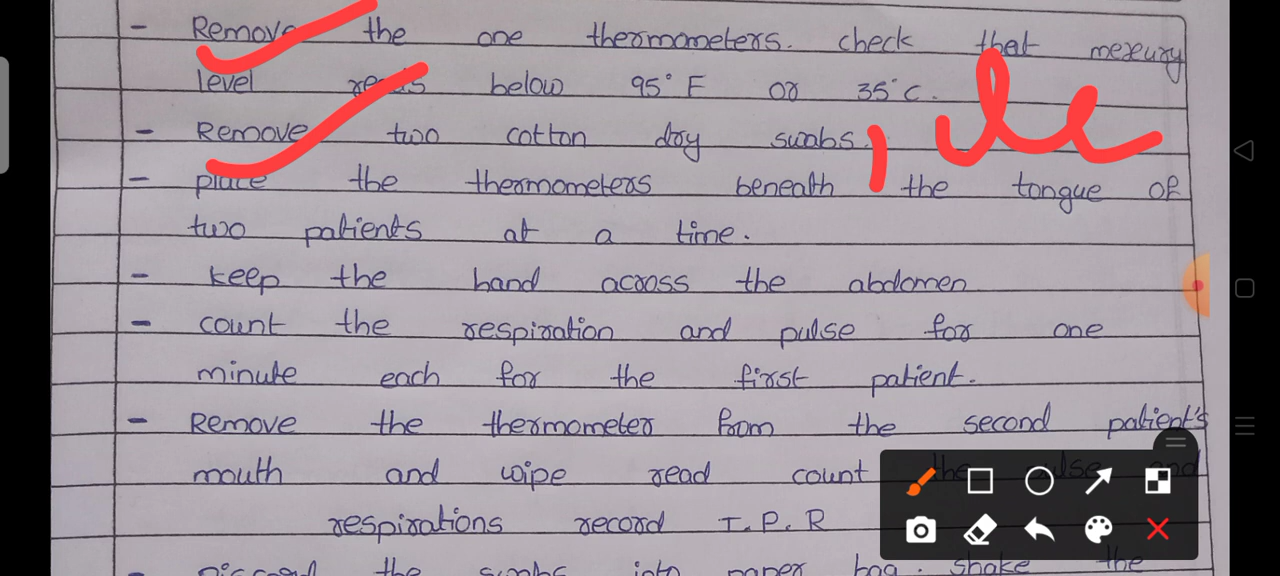 - Remove the one thermometers. check that mercury
level reads below 95°F or 35°c.
- Remove two cotton dry swabs.
- place the thermometers beneath the tongue of
two patients at a time.
- keep the hand across the abdomen
- count the respiration and pulse for one
minute each for the first patient.
- Remove the thermometer from the second patient's
mouth and wipe read count the pulse and
respirations record T.P.R
- Discard the swabs into paper bag. shake the